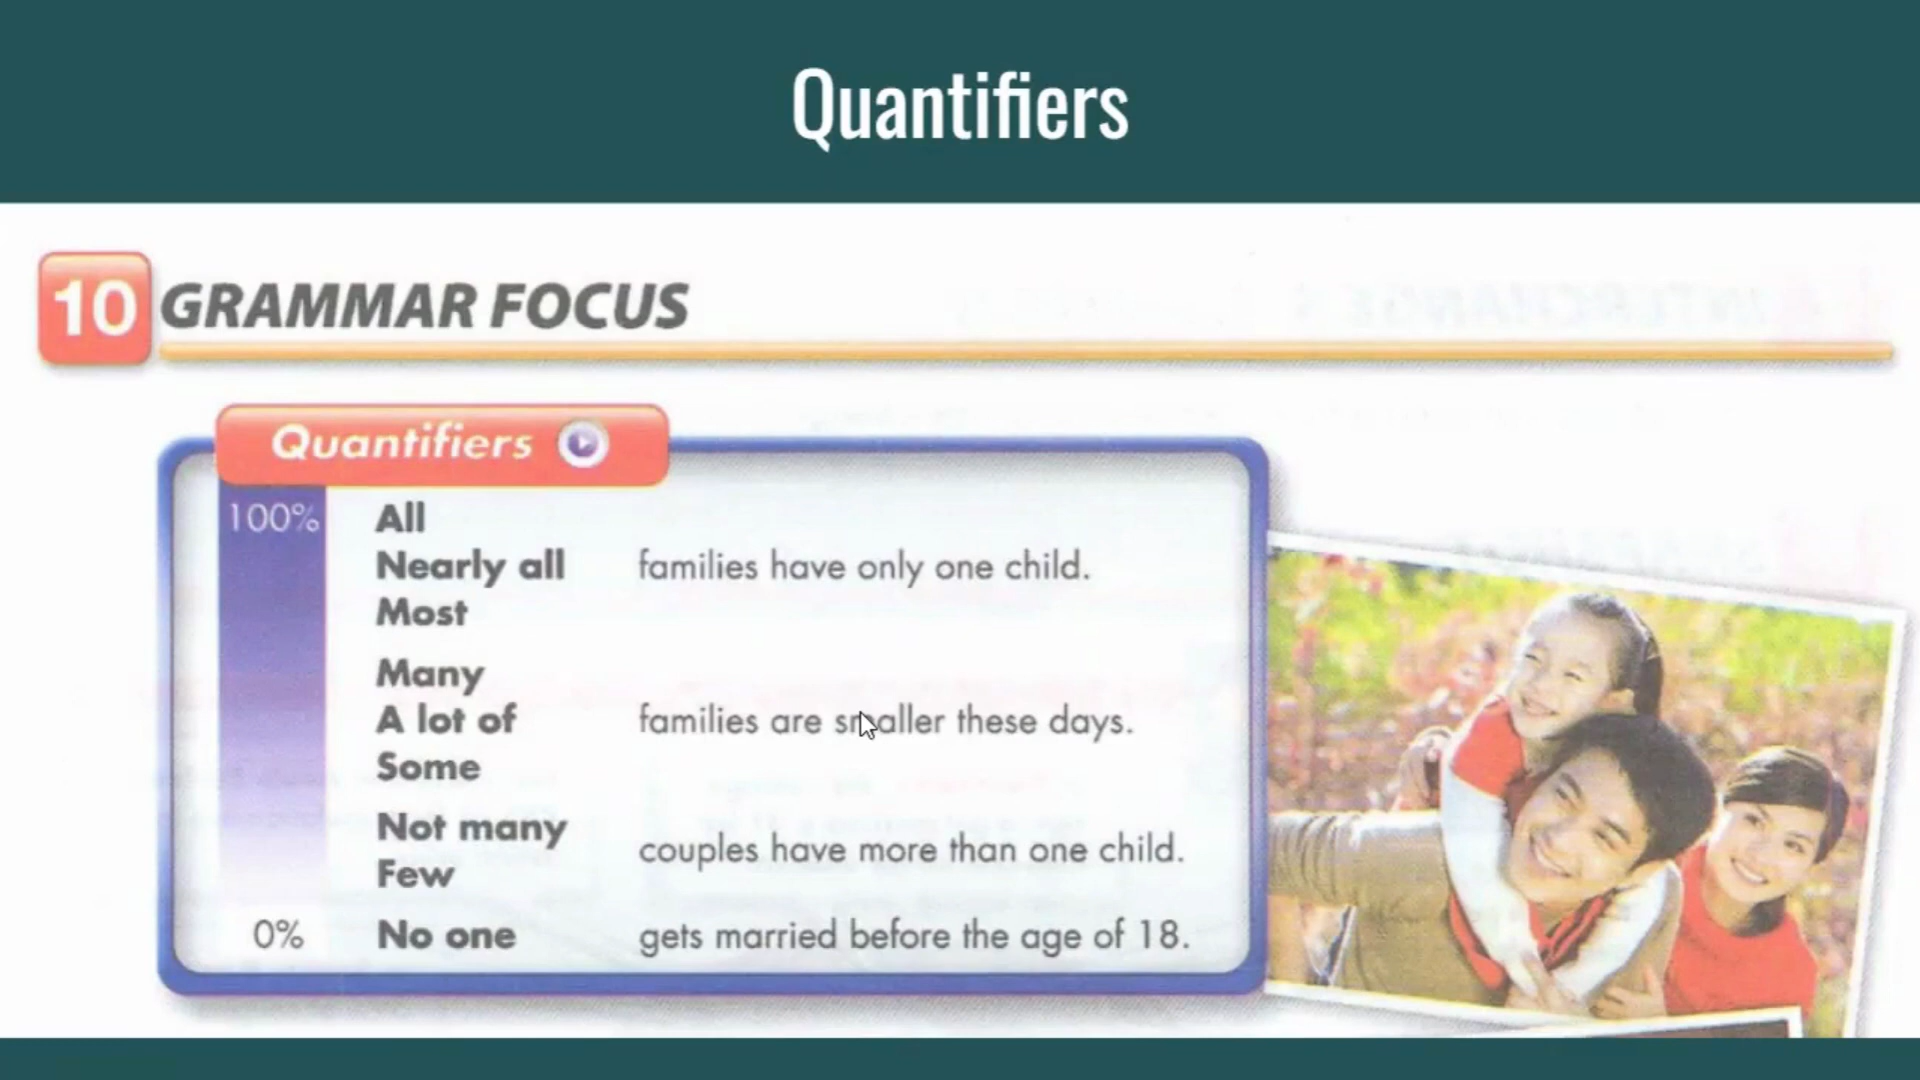 Quantifiers
10 GRAMMAR FOCUS
Quantifiers
100% All
Nearly all families have only one child.
Most
Many
A lot of families are smaller these days.
Some
Not many
couples have more than one child.
Few
0% No one gets married before the age of 18.